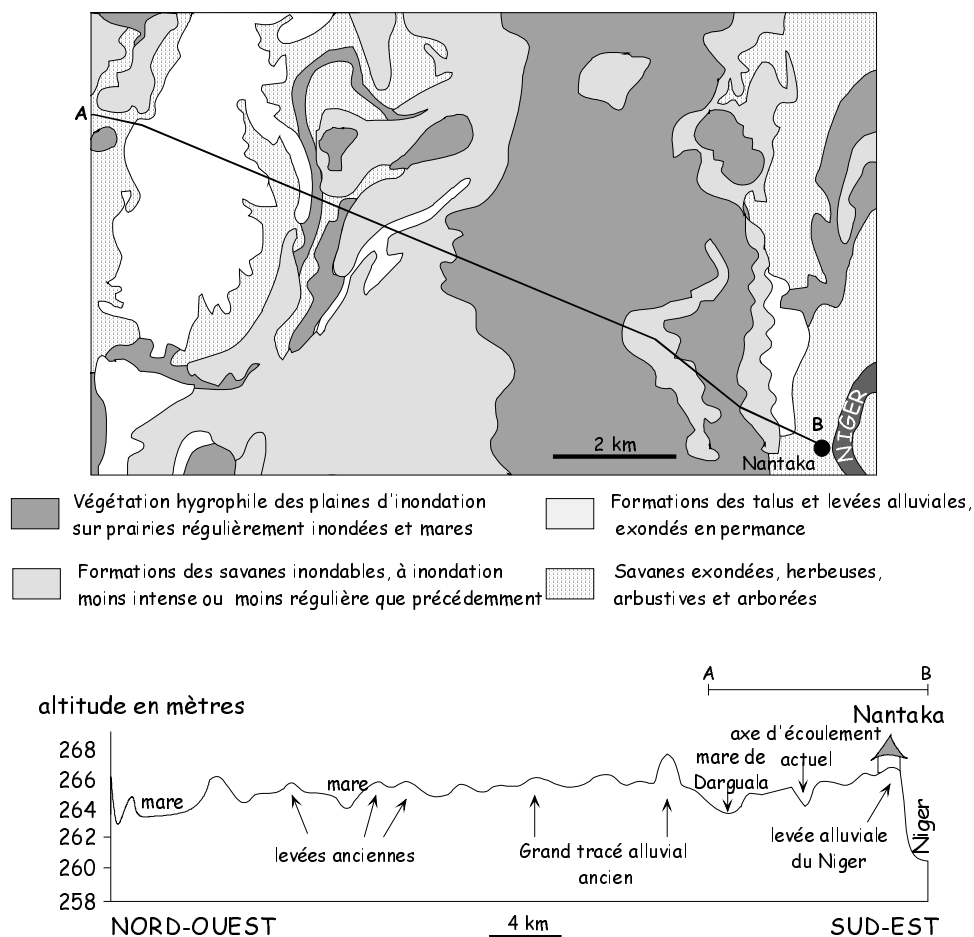 A
2 km
B
Nantaka
NIGER
Végétation hygrophile des plaines d'inondation
sur prairies régulièrement inondées et mares
Formations des talus et levées alluviales,
exondés en permance
Formations des savanes inondables, à inondation
moins intense ou moins régulière que précédemment
Savanes exondées, herbeuses,
arbustives et arborées
A
B
altitude en mètres
Nantaka
axe d'écoulement
actuel
mare de
Darguala
268
266
264
262
260
258
mare
mare
levées anciennes
Grand tracé alluvial
ancien
levée alluviale
du Niger
Niger
NORD-OUEST
4 km
SUD-EST